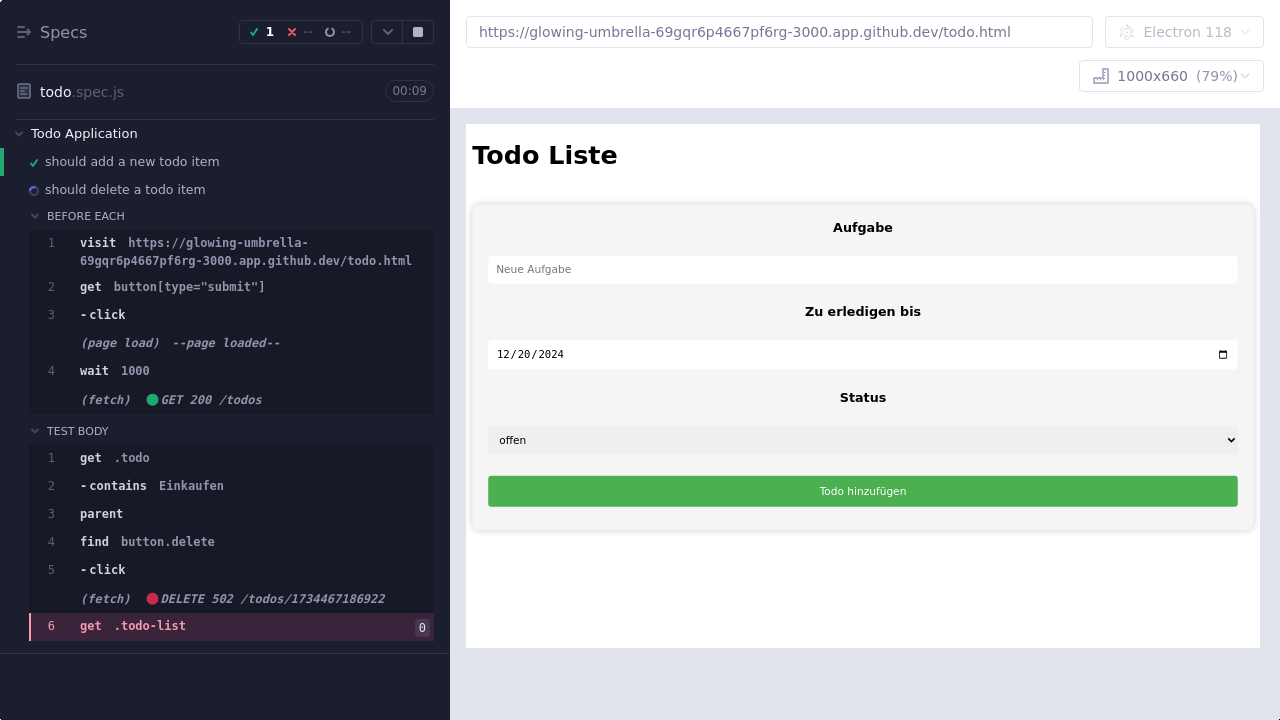 Specs
1 -- --
todo.spec.js
00:09
Todo Application
should add a new todo item
should delete a todo item
BEFORE EACH
1 visit https://glowing-umbrella-
69gqr6p4667pf6rg-3000.app.github.dev/todo.html
2 get button[type="submit"]
3 -click
(page load) --page loaded--
4 wait 1000
(fetch) GET 200 /todos
TEST BODY
1 get .todo
2 -contains Einkaufen
3 parent
4 find button.delete
5 -click
(fetch) DELETE 502 /todos/1734467186922
6 get .todo-list 0
https://glowing-umbrella-69gqr6p4667pf6rg-3000.app.github.dev/todo.html
Electron 118
1000x660 (79%)
Todo Liste
Aufgabe
Neue Aufgabe
Zu erledigen bis
12/20/2024
Status
offen
Todo hinzufügen